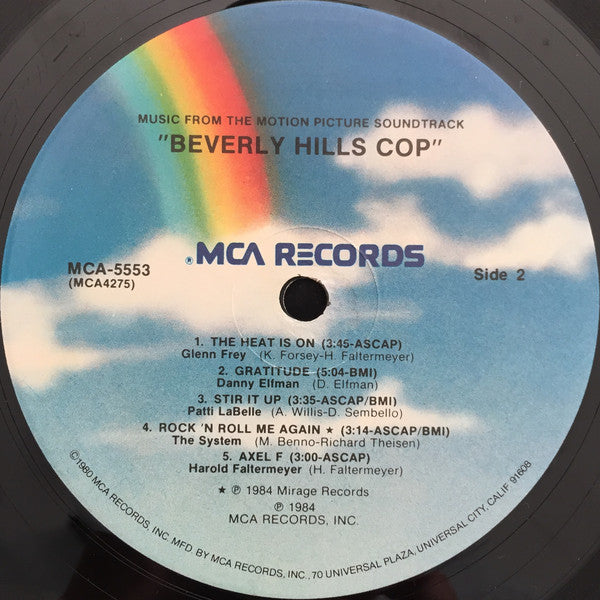 MUSIC FROM THE MOTION PICTURE SOUNDTRACK
"BEVERLY HILLS COP"
®MCA RECORDS
MCA-5553
(MCA4275)
Side 2
1. THE HEAT IS ON (3:45-ASCAP)
Glenn Frey (K. Forsey-H. Faltermeyer)
2. GRATITUDE (5:04-BMI)
Danny Elfman (D. Elfman)
3. STIR IT UP (3:35-ASCAP/BMI)
Patti LaBelle (A. Willis-D. Sembello)
4. ROCK 'N ROLL ME AGAIN ★ (3:14-ASCAP/BMI)
The System (M. Benno-Richard Theisen)
5. AXEL F (3:00-ASCAP)
Harold Faltermeyer (H. Faltermeyer)
★ ℗ 1984 Mirage Records
℗ 1984
MCA RECORDS, INC.
©1980 MCA RECORDS, INC. MFD. BY MCA RECORDS, INC., 70 UNIVERSAL PLAZA, UNIVERSAL CITY, CALIF. 91608